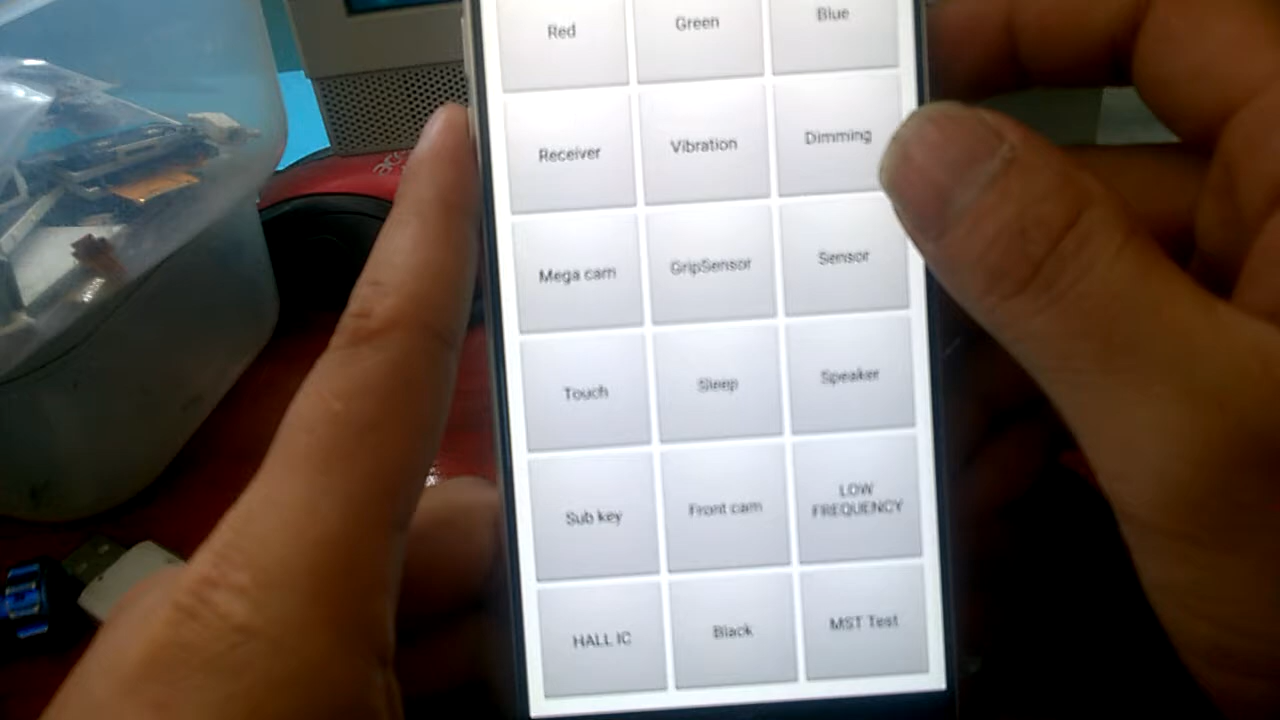 Red
Green
Blue
Receiver
Vibration
Dimming
Mega cam
GripSensor
Sensor
Touch
Sleep
Speaker
Sub key
Front cam
LOW
FREQUENCY
HALL IC
Black
MST Test